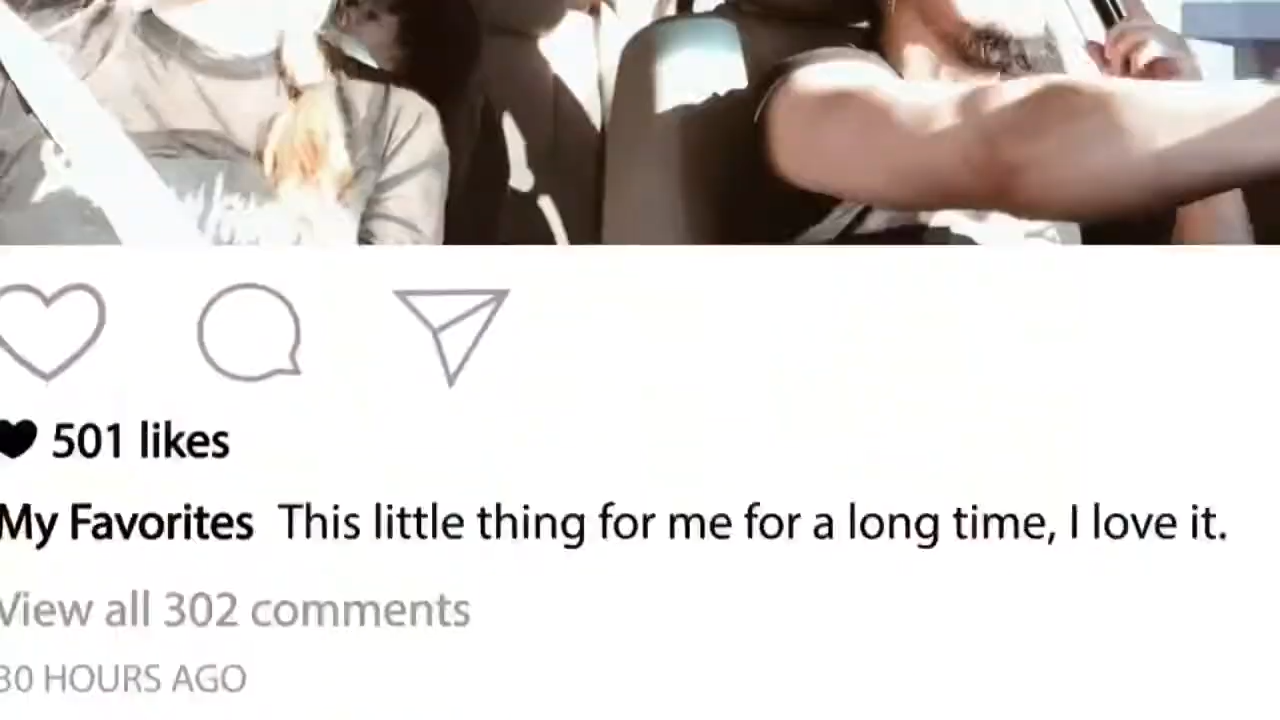 501 likes
My Favorites This little thing for me for a long time, I love it.
View all 302 comments
30 HOURS AGO